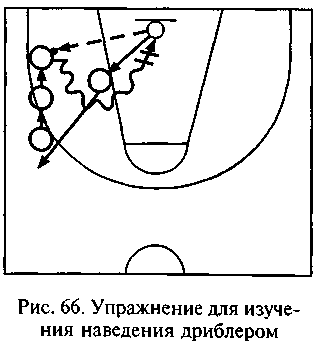 Рис. 66. Упражнение для изуче-
ния наведения дриблером